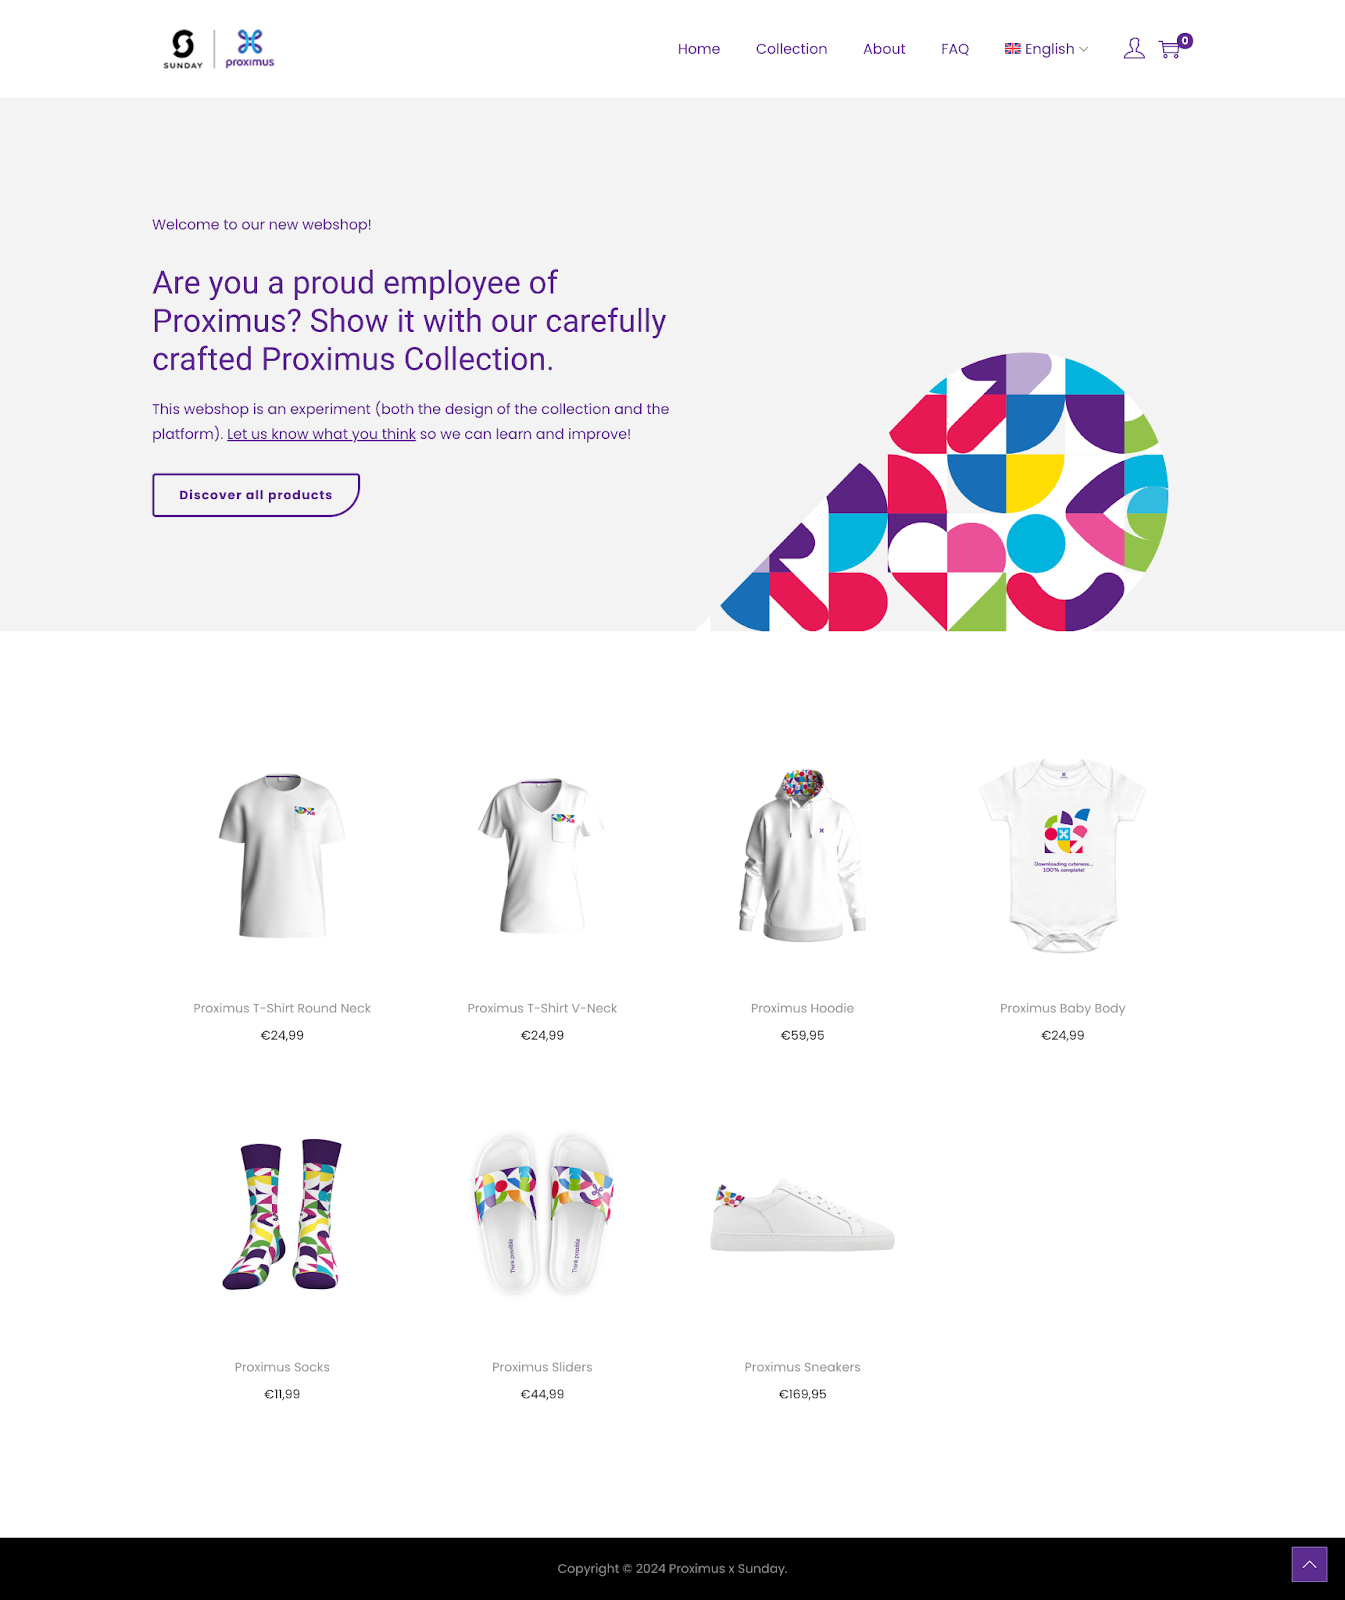 SUNDAY
proximus
Home
Collection
About
FAQ
English
0
Welcome to our new webshop!
Are you a proud employee of
Proximus? Show it with our carefully
crafted Proximus Collection.
This webshop is an experiment (both the design of the collection and the
platform). Let us know what you think so we can learn and improve!
Discover all products
Downloading cuteness...
100% complete!
Proximus T-Shirt Round Neck
€24,99
Proximus T-Shirt V-Neck
€24,99
Proximus Hoodie
€59,95
Proximus Baby Body
€24,99
Think possible
Think possible
Proximus Socks
€11,99
Proximus Sliders
€44,99
Proximus Sneakers
€169,95
Copyright © 2024 Proximus x Sunday.